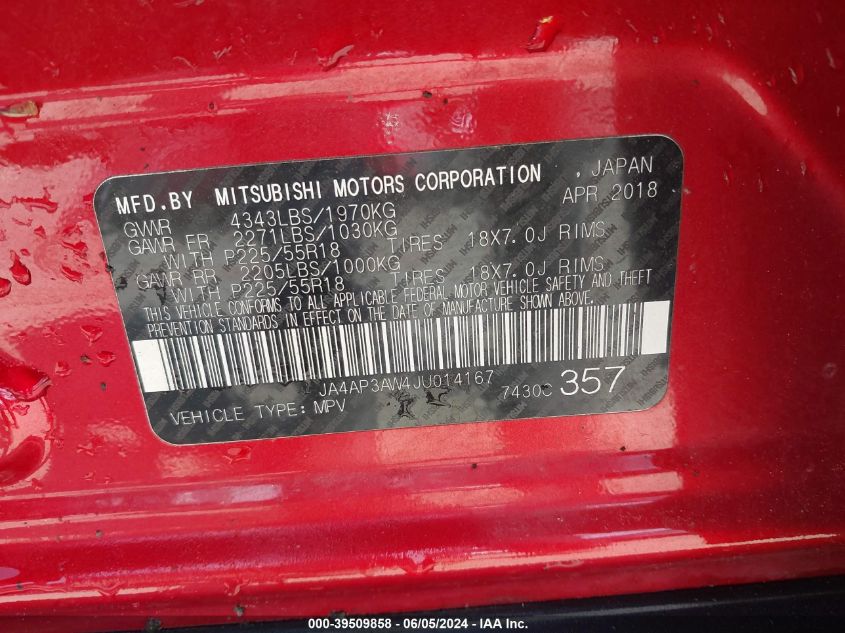 MFD.BY MITSUBISHI MOTORS CORPORATION , JAPAN
GVWR 4343LBS/1970KG APR 2018
GAWR FR 2271LBS/1030KG
WITH P225/55R18 TIRES 18X7.0J RIMS
GAWR RR 2205LBS/1000KG
WITH P225/55R18 TIRES 18X7.0J RIMS
THIS VEHICLE CONFORMS TO ALL APPLICABLE FEDERAL MOTOR VEHICLE SAFETY AND THEFT
PREVENTION STANDARDS IN EFFECT ON THE DATE OF MANUFACTURE SHOWN ABOVE.
JA4AP3AW4JU014167 7430C 357
VEHICLE TYPE: MPV
000-39509858 - 06/05/2024 - IAA Inc.